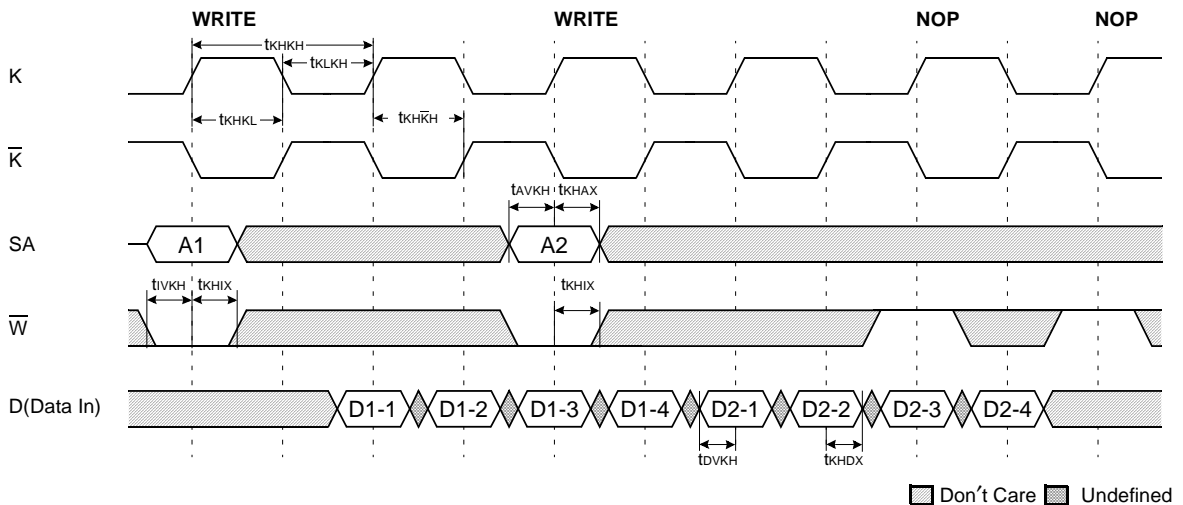 WRITE WRITE NOP NOP
tKHKH
tKLKH
K
tKHKL tKHK̅H
K̅
tAVKH tKHAX
SA A1 A2
tIVKH tKHIX tKHIX
W̅
D(Data In) D1-1 D1-2 D1-3 D1-4 D2-1 D2-2 D2-3 D2-4
tDVKH tKHDX
Don′t Care Undefined